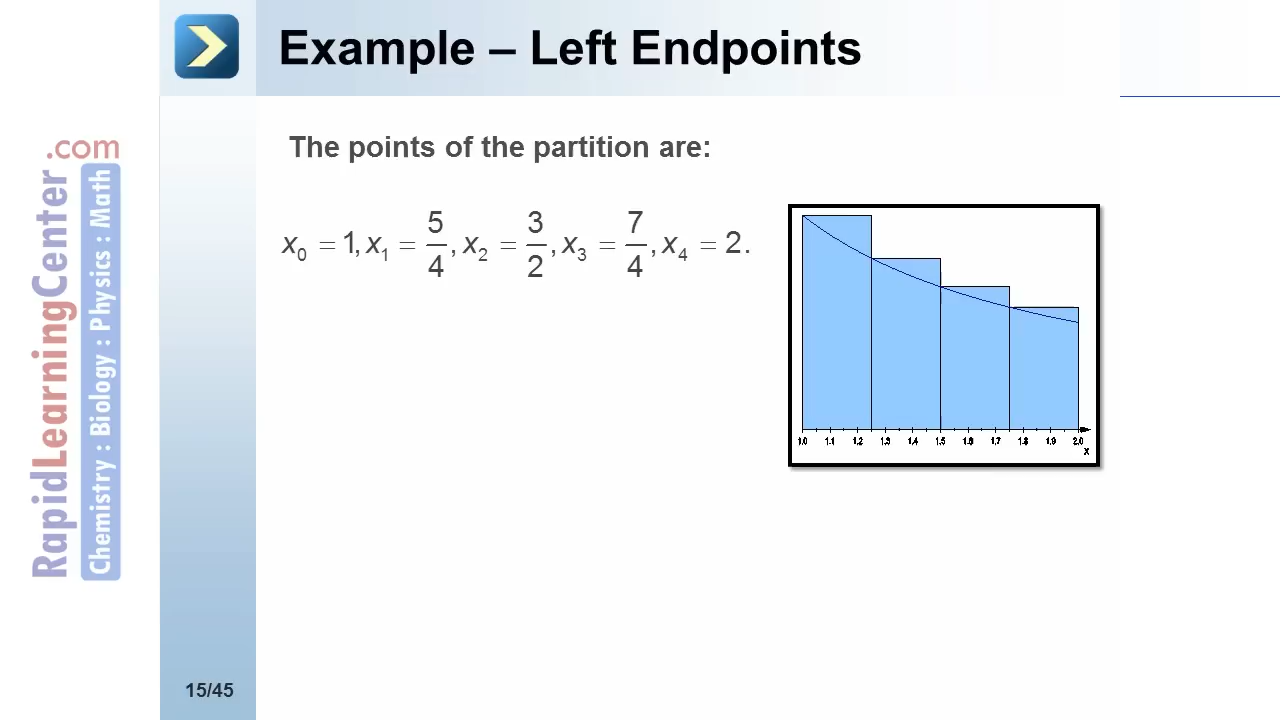 Example – Left Endpoints
.com
RapidLearningCenter
Chemistry : Biology : Physics : Math
The points of the partition are:
x₀ = 1, x₁ = 5/4, x₂ = 3/2, x₃ = 7/4, x₄ = 2.
1.0 1.1 1.2 1.3 1.4 1.5 1.6 1.7 1.8 1.9 2.0
x
15/45